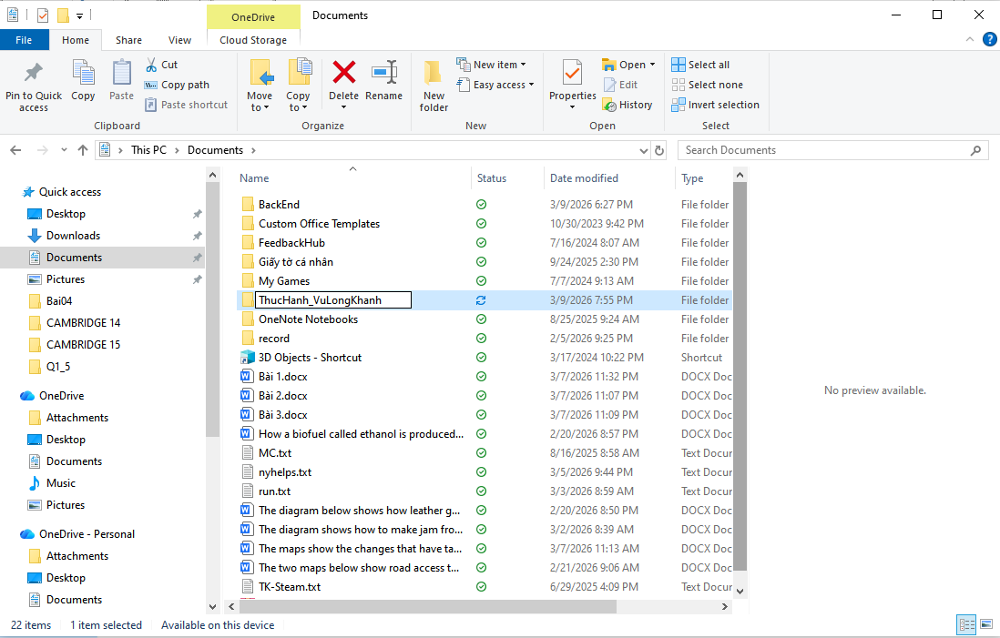 OneDrive
Documents
File
Home
Share
View
Cloud Storage
?
Pin to Quick access
Copy
Paste
Cut
Copy path
Paste shortcut
Clipboard
Move to
Copy to
Delete
Rename
Organize
New folder
New item
Easy access
New
Properties
Open
Edit
History
Open
Select all
Select none
Invert selection
Select
This PC > Documents >
Search Documents
Quick access
Desktop
Downloads
Documents
Pictures
Bai04
CAMBRIDGE 14
CAMBRIDGE 15
Q1_5
OneDrive
Attachments
Desktop
Documents
Music
Pictures
OneDrive - Personal
Attachments
Desktop
Documents
Name Status Date modified Type
BackEnd 3/9/2026 6:27 PM File folder
Custom Office Templates 10/30/2023 9:42 PM File folder
FeedbackHub 7/16/2024 8:07 AM File folder
Giấy tờ cá nhân 9/24/2025 2:30 PM File folder
My Games 7/7/2024 9:13 AM File folder
ThucHanh_VuLongKhanh 3/9/2026 7:55 PM File folder
OneNote Notebooks 8/25/2025 9:24 AM File folder
record 2/5/2026 9:25 PM File folder
3D Objects - Shortcut 3/17/2024 10:22 PM Shortcut
Bài 1.docx 3/7/2026 11:32 PM DOCX Doc
Bài 2.docx 3/7/2026 11:07 PM DOCX Doc
Bài 3.docx 3/7/2026 11:09 PM DOCX Doc
How a biofuel called ethanol is produced... 2/20/2026 8:57 PM DOCX Doc
MC.txt 8/16/2025 8:58 AM Text Docur
nyhelps.txt 3/5/2026 9:44 PM Text Docur
run.txt 3/3/2026 8:59 AM Text Docur
The diagram below shows how leather g... 2/20/2026 8:50 PM DOCX Doc
The diagram shows how to make jam fro... 3/2/2026 8:39 AM DOCX Doc
The maps show the changes that have ta... 3/7/2026 11:13 AM DOCX Doc
The two maps below show road access t... 2/21/2026 9:06 AM DOCX Doc
TK-Steam.txt 6/29/2025 4:09 PM Text Docur
No preview available.
22 items
1 item selected
Available on this device